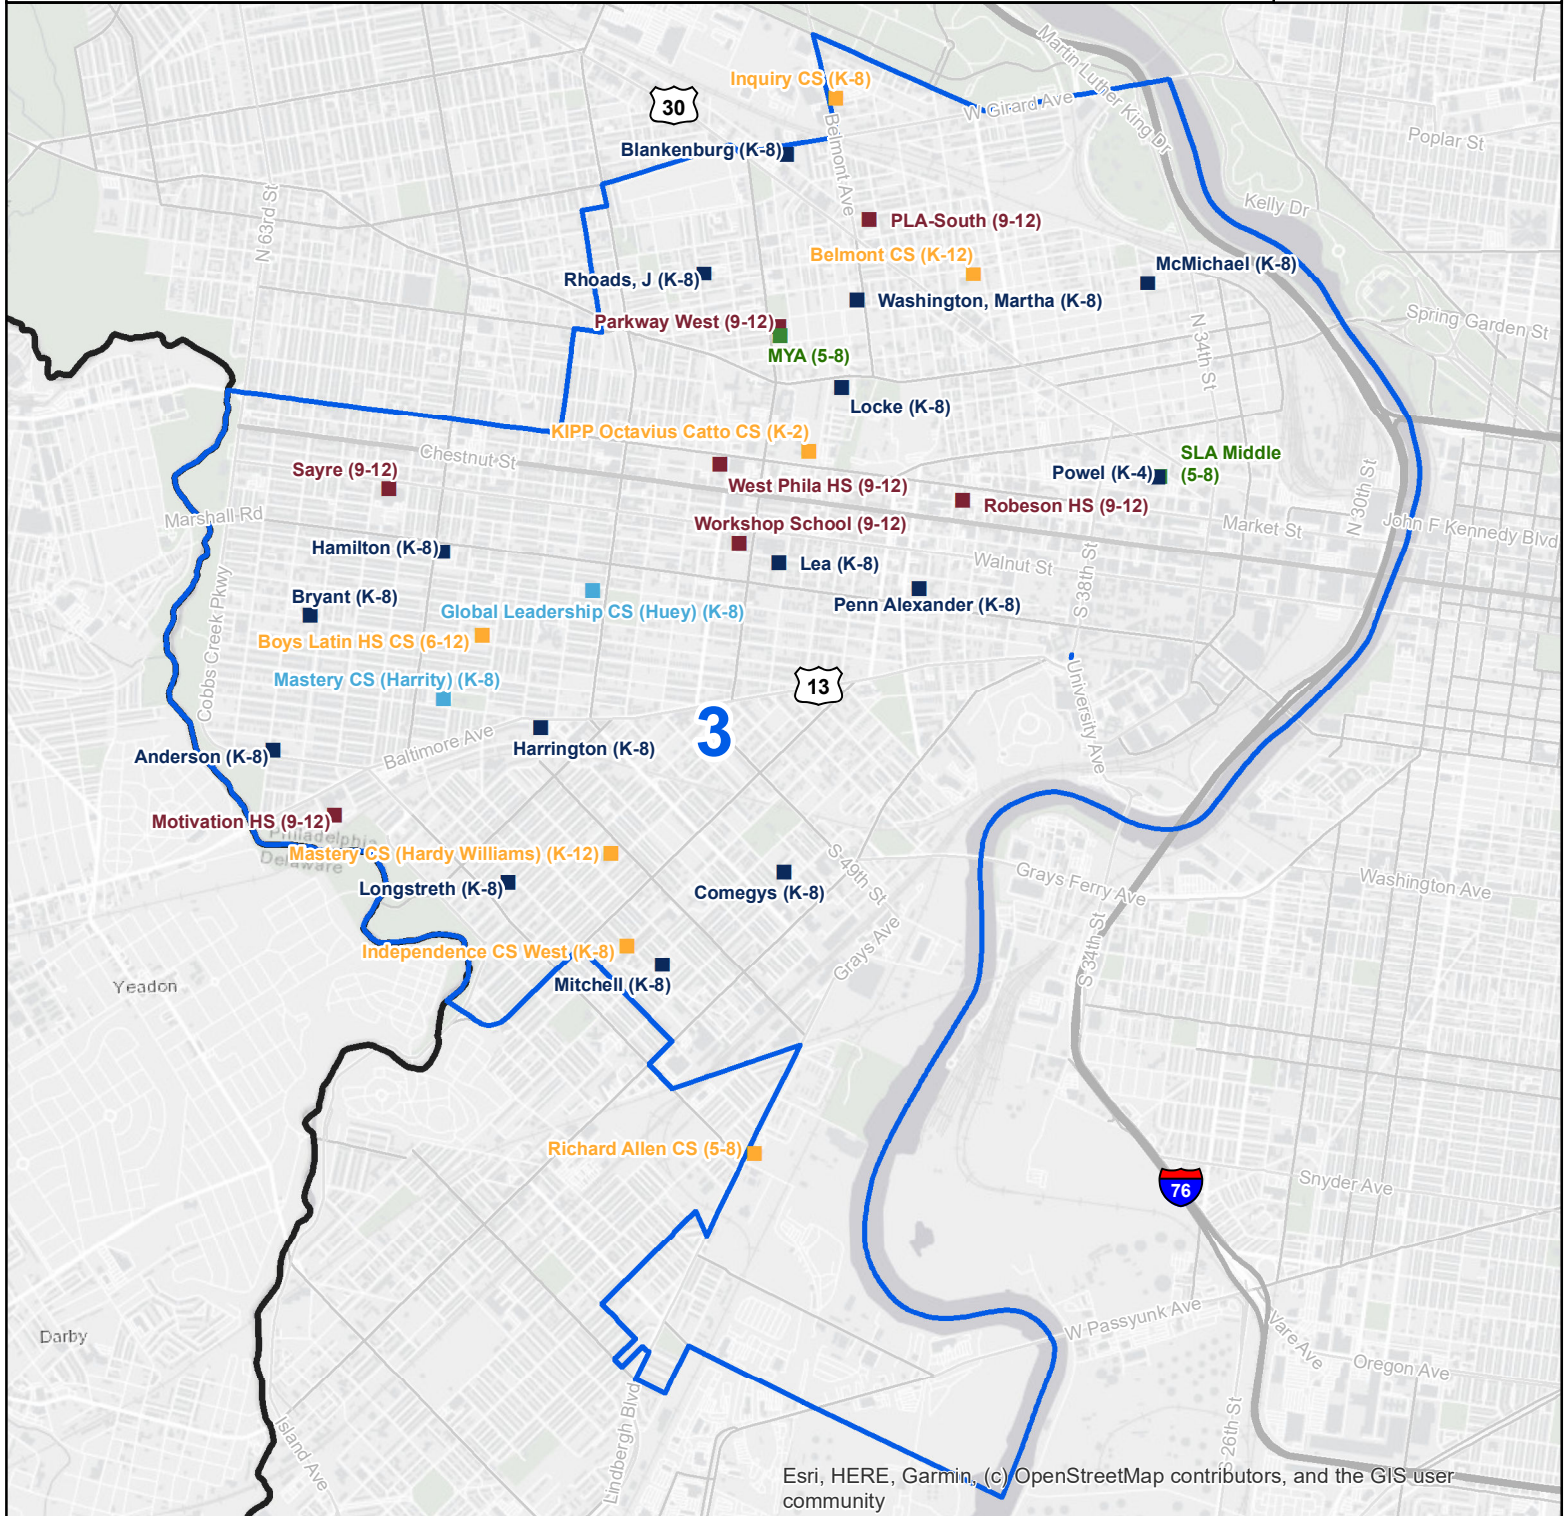 Martin Luther King Dr
Inquiry CS (K-8)
30
W Girard Ave
Belmont Ave
Poplar St
Blankenburg (K-8)
N 63rd St
Kelly Dr
PLA-South (9-12)
Belmont CS (K-12)
McMichael (K-8)
Rhoads, J (K-8)
Washington, Martha (K-8)
Spring Garden St
Parkway West (9-12)
N 34th St
MYA (5-8)
Locke (K-8)
KIPP Octavius Catto CS (K-2)
Chestnut St
SLA Middle
(5-8)
Sayre (9-12)
Powel (K-4)
West Phila HS (9-12)
N 30th St
Robeson HS (9-12)
Marshall Rd
Workshop School (9-12)
Market St
John F Kennedy Blvd
Hamilton (K-8)
Lea (K-8)
Walnut St
S 38th St
Bryant (K-8)
Global Leadership CS (Huey) (K-8)
Penn Alexander (K-8)
Cobbs Creek Pkwy
Boys Latin HS CS (6-12)
Mastery CS (Harrity) (K-8)
13
University Ave
3
Baltimore Ave
Harrington (K-8)
Anderson (K-8)
Motivation HS (9-12)
Philadelphia
Delaware
Mastery CS (Hardy Williams) (K-12)
S 49th St
Grays Ferry Ave
Washington Ave
Longstreth (K-8)
Comegys (K-8)
Grays Ave
S 34th St
Independence CS West (K-8)
Mitchell (K-8)
Yeadon
Richard Allen CS (5-8)
76
Snyder Ave
Darby
W Passyunk Ave
Vare Ave
Oregon Ave
Island Ave
Lindbergh Blvd
S 26th St
Esri, HERE, Garmin, (c) OpenStreetMap contributors, and the GIS user
community